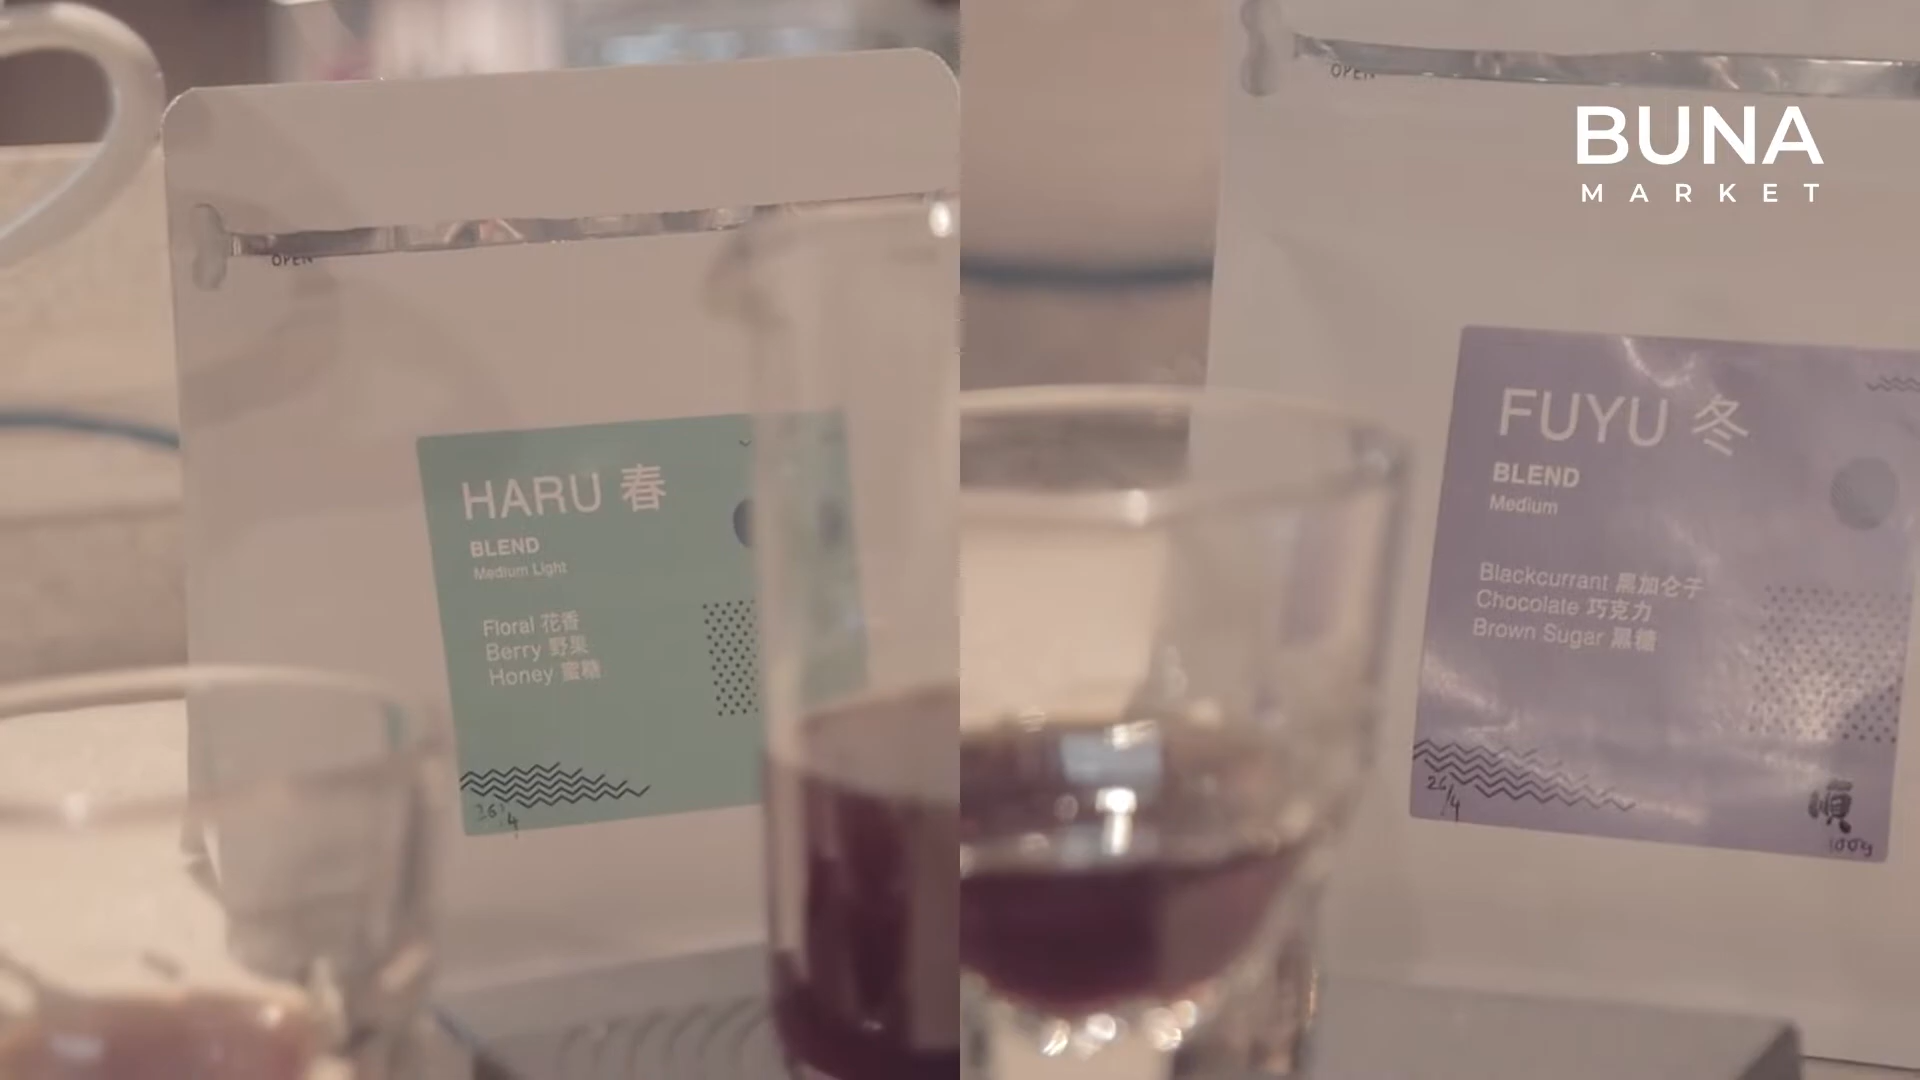 OPEN
HARU 春
BLEND
Medium Light
Floral 花香
Berry 野果
Honey 蜜糖
26/4
OPEN
BUNA
MARKET
FUYU 冬
BLEND
Medium
Blackcurrant 黑加仑子
Chocolate 巧克力
Brown Sugar 黑糖
26/4
順
100g